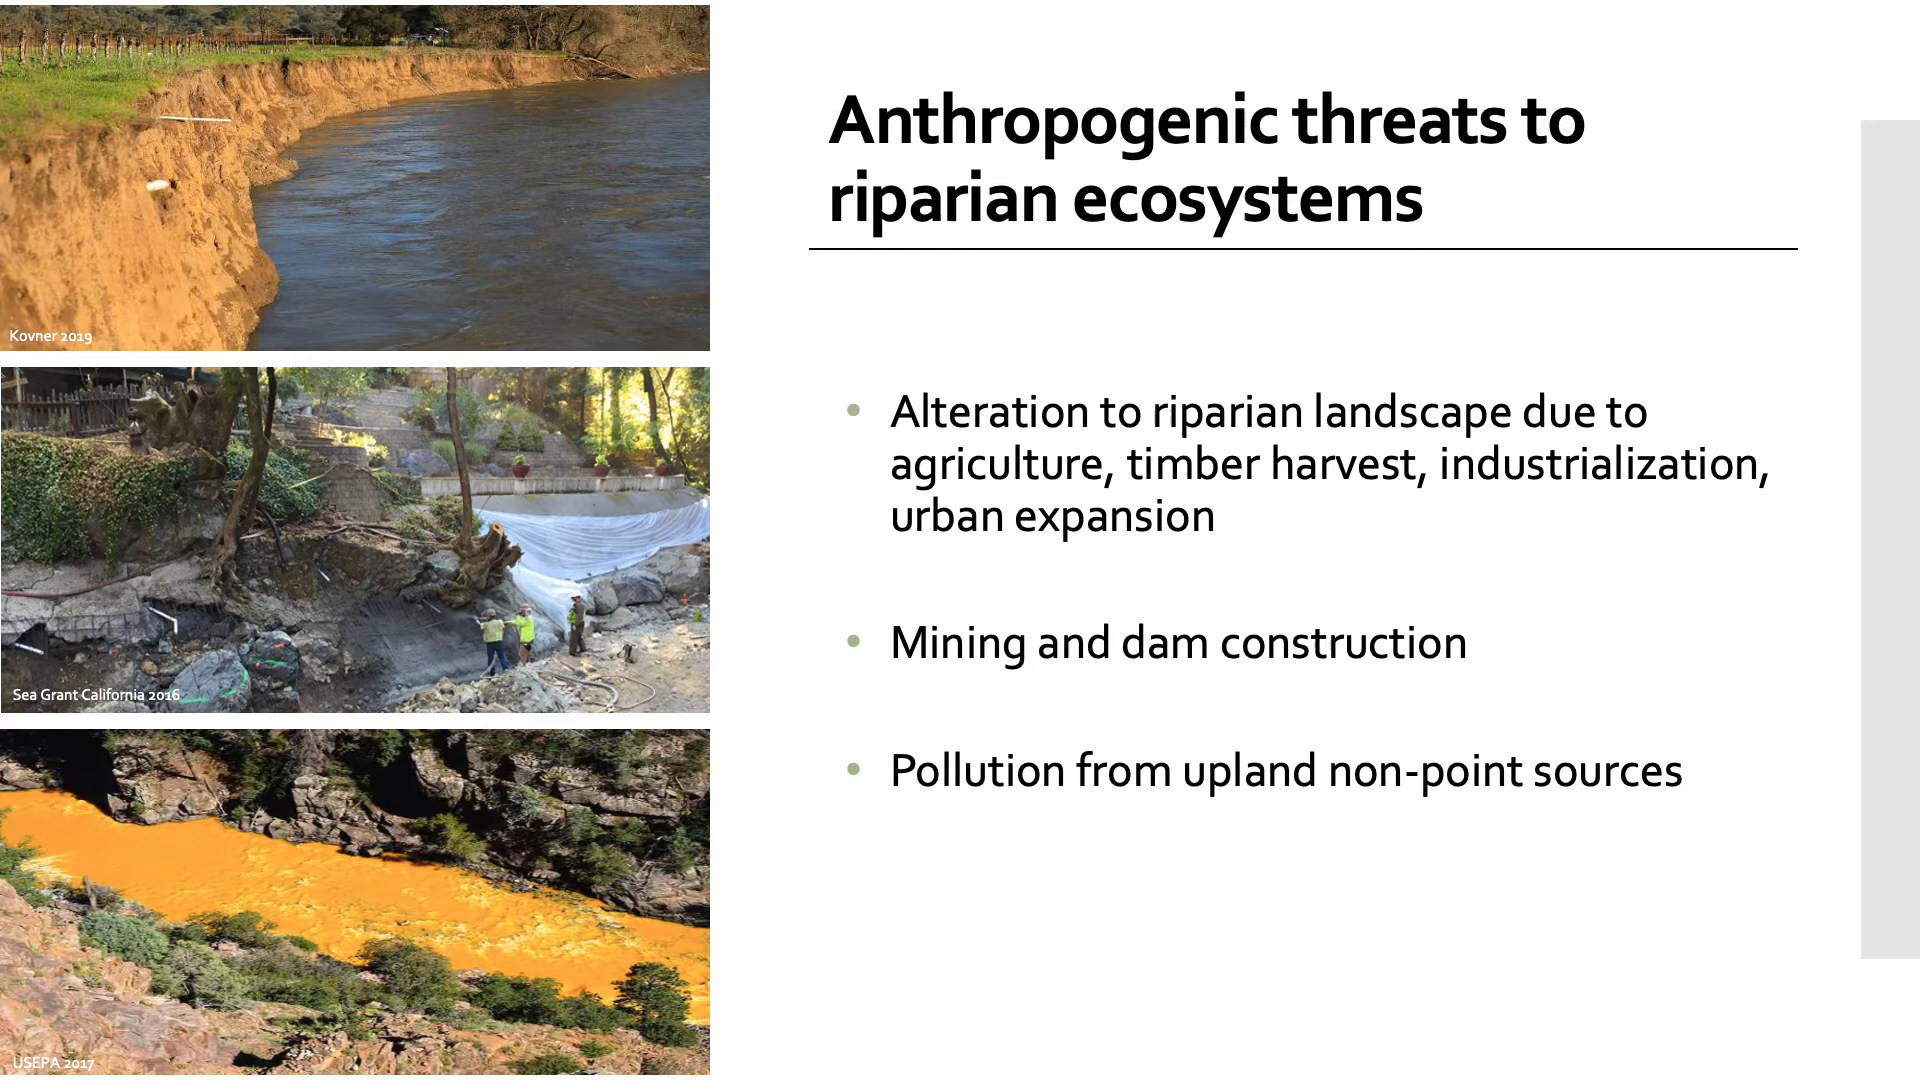 Anthropogenic threats to
riparian ecosystems
• Alteration to riparian landscape due to
agriculture, timber harvest, industrialization,
urban expansion
• Mining and dam construction
• Pollution from upland non-point sources
Kovner 2019
Sea Grant California 2016
USEPA 2017